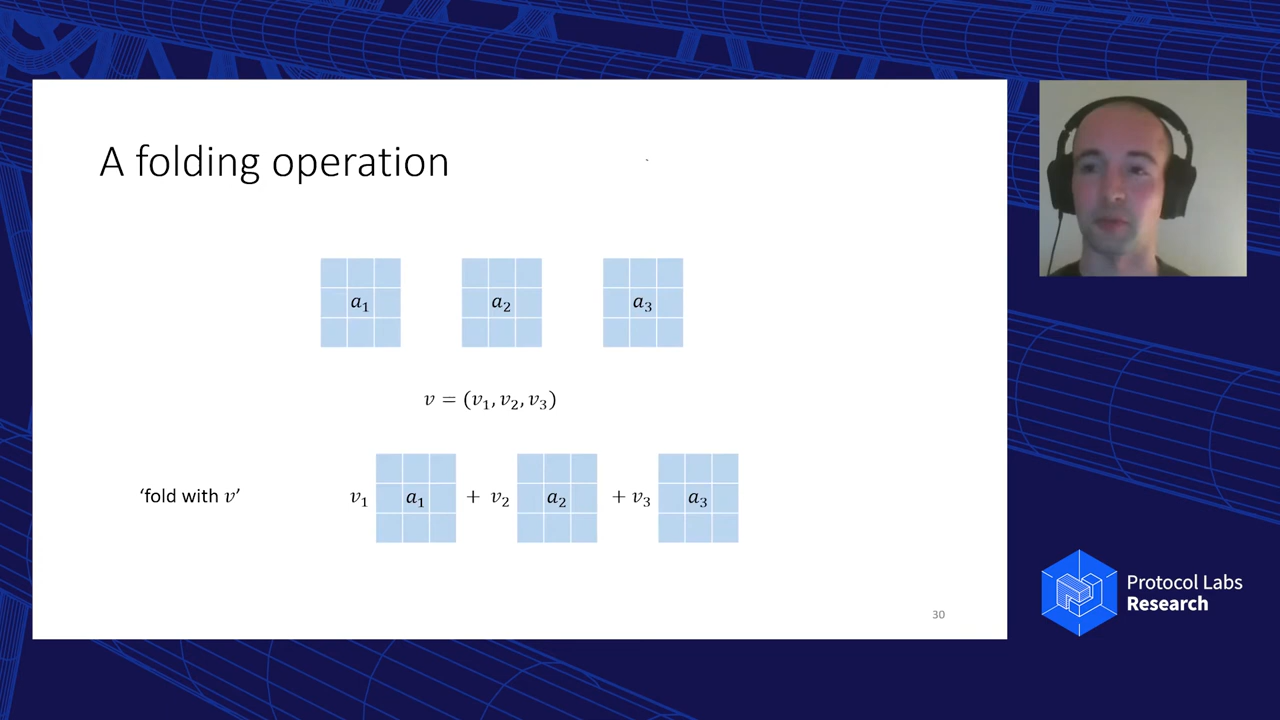 A folding operation
a₁ a₂ a₃
v = (v₁, v₂, v₃)
‘fold with v’ v₁ a₁ + v₂ a₂ + v₃ a₃
30
Protocol Labs
Research